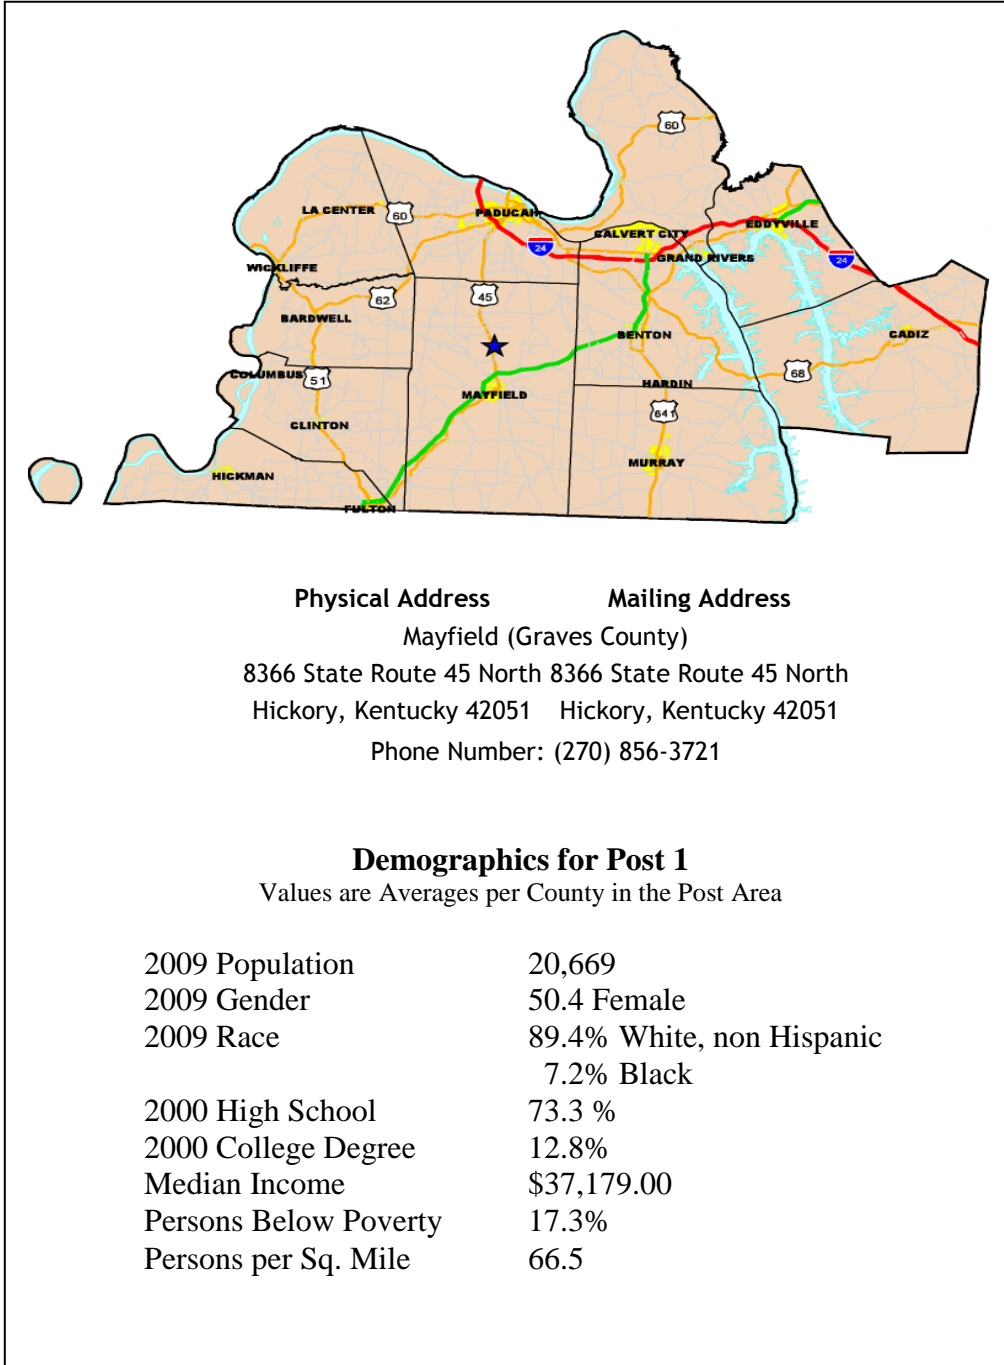 60
LA CENTER
60
PADUCAH
CALVERT CITY
EDDYVILLE
24
GRAND RIVERS
24
WICKLIFFE
62
45
BARDWELL
BENTON
CADIZ
COLUMBUS
51
68
HARDIN
MAYFIELD
641
CLINTON
MURRAY
HICKMAN
FULTON
Physical Address Mailing Address
Mayfield (Graves County)
8366 State Route 45 North 8366 State Route 45 North
Hickory, Kentucky 42051 Hickory, Kentucky 42051
Phone Number: (270) 856-3721
Demographics for Post 1
Values are Averages per County in the Post Area
2009 Population 20,669
2009 Gender 50.4 Female
2009 Race 89.4% White, non Hispanic
7.2% Black
2000 High School 73.3 %
2000 College Degree 12.8%
Median Income $37,179.00
Persons Below Poverty 17.3%
Persons per Sq. Mile 66.5